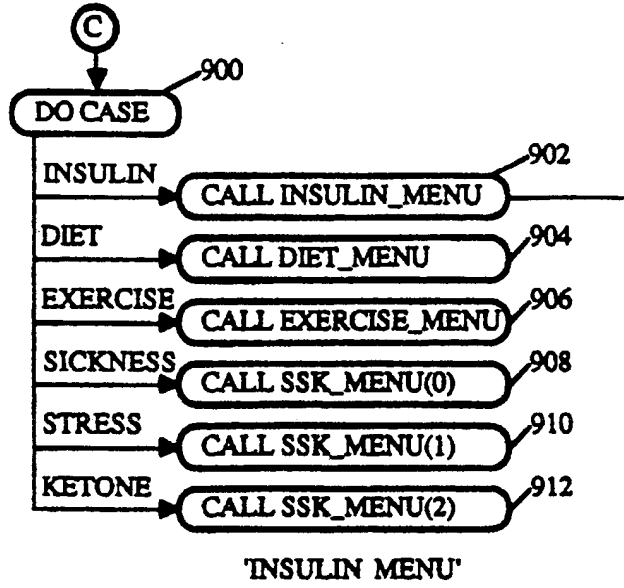 C
900
DO CASE
INSULIN
CALL INSULIN_MENU
902
DIET
CALL DIET_MENU
904
EXERCISE
CALL EXERCISE_MENU
906
SICKNESS
CALL SSK_MENU(0)
908
STRESS
CALL SSK_MENU(1)
910
KETONE
CALL SSK_MENU(2)
912
'INSULIN MENU'